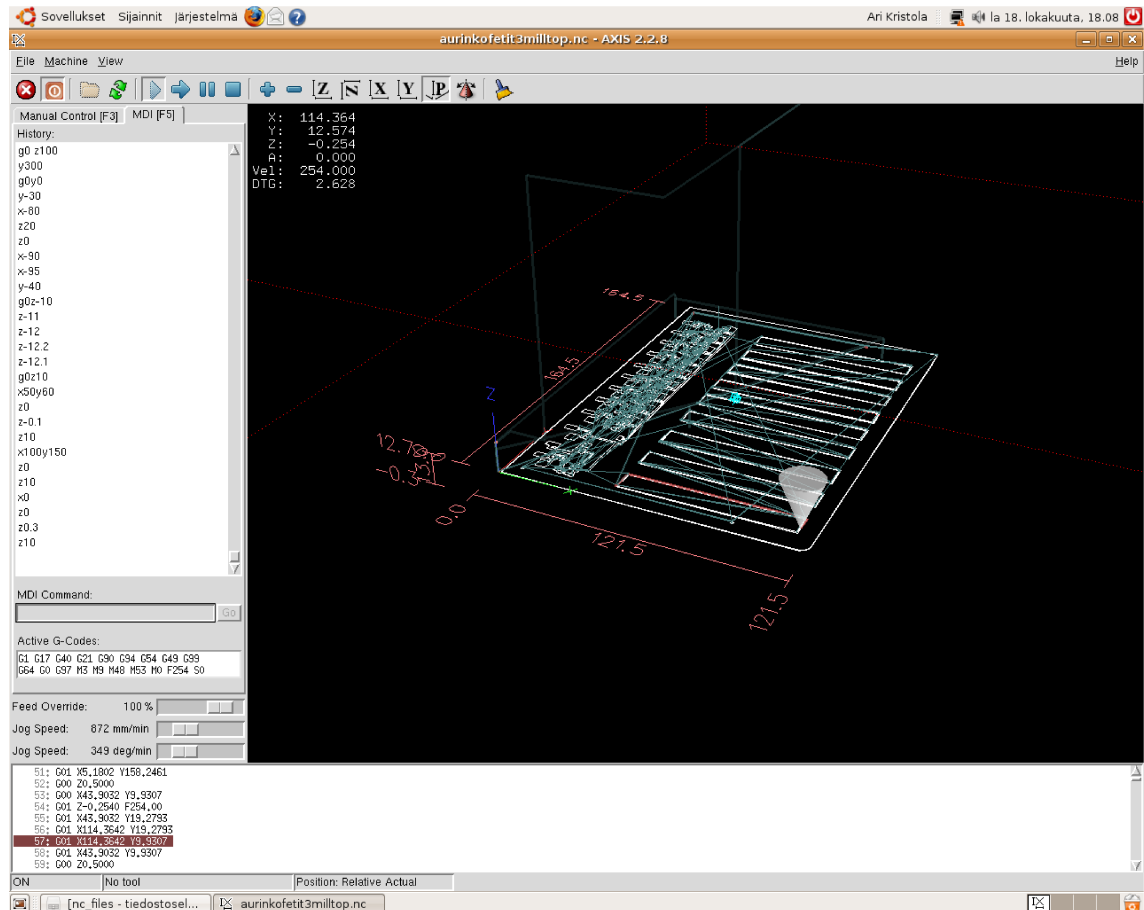 Sovellukset Sijainnit Järjestelmä
Ari Kristola la 18. lokakuuta, 18.08
aurinkofetit3milltop.nc - AXIS 2.2.8
File Machine View Help
Manual Control [F3] MDI [F5]
History:
g0 z100
y300
g0y0
y-30
x-80
z20
z0
x-90
x-95
y-40
g0z-10
z-11
z-12
z-12.2
z-12.1
g0z10
x50y60
z0
z-0.1
z10
x100y150
z0
z10
x0
z0
z0.3
z10
MDI Command:
Go
Active G-Codes:
G1 G17 G40 G21 G90 G94 G54 G49 G99
G64 G0 G97 M3 M9 M48 M53 M0 F254 S0
Feed Override: 100 %
Jog Speed: 872 mm/min
Jog Speed: 349 deg/min
X: 114.364
Y: 12.574
Z: -0.254
A: 0.000
Vel: 254.000
DTG: 2.628
164.5
164.5
Z
X
12.70
-0.3
0.0
121.5
121.5
51: G01 X5.1802 Y158.2461
52: G00 Z0.5000
53: G00 X43.9032 Y9.9307
54: G01 Z-0.2540 F254.00
55: G01 X43.9032 Y19.2793
56: G01 X114.3642 Y19.2793
57: G01 X114.3642 Y9.9307
58: G01 X43.9032 Y9.9307
59: G00 Z0.5000
ON No tool Position: Relative Actual
[nc_files - tiedostosel... aurinkofetit3milltop.nc